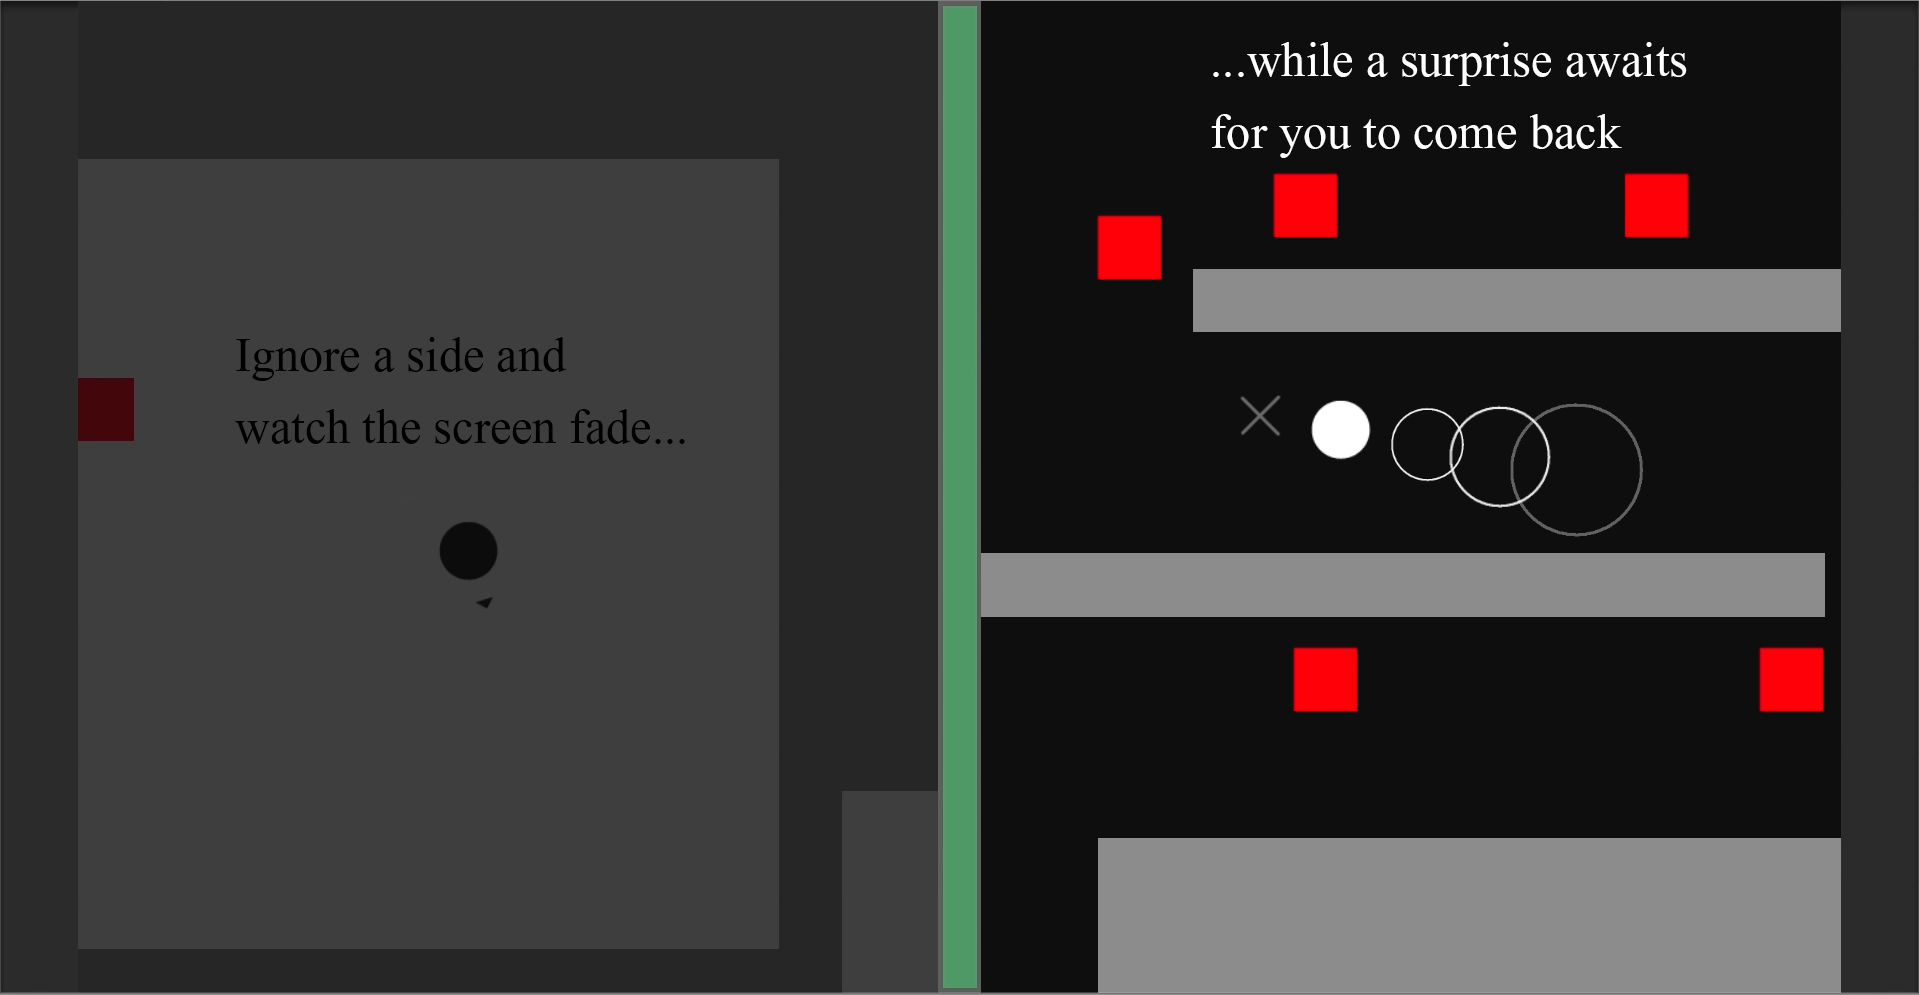 Ignore a side and
watch the screen fade...
...while a surprise awaits
for you to come back